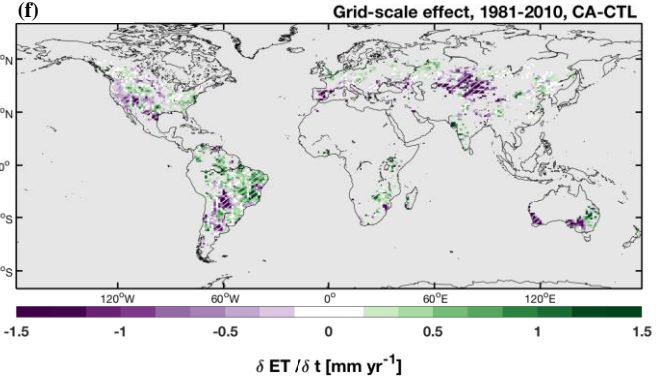 (f)
Grid-scale effect, 1981-2010, CA-CTL
°N
°N
0°
°S
°S
120°W 60°W 0° 60°E 120°E
-1.5 -1 -0.5 0 0.5 1 1.5
δ ET /δ t [mm yr⁻¹]